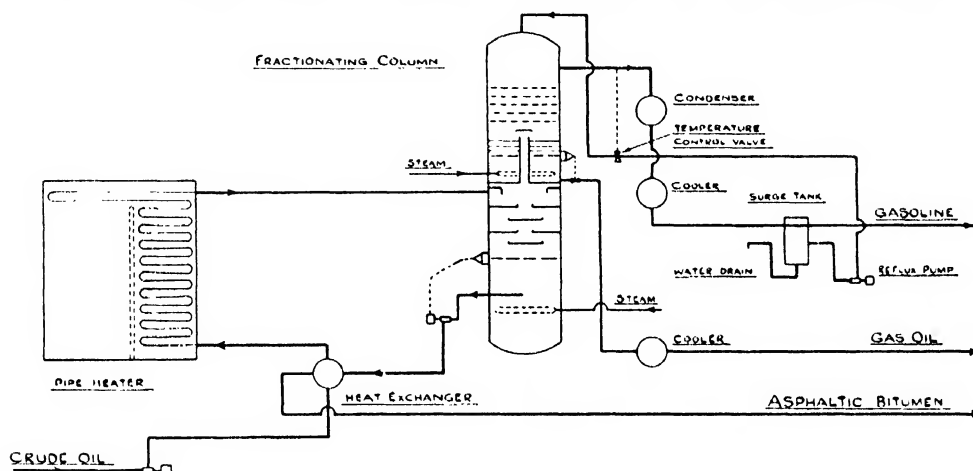 FRACTIONATING COLUMN
CONDENSER
TEMPERATURE
CONTROL VALVE
STEAM
COOLER
SURGE TANK
GASOLINE
WATER DRAIN
REFLUX PUMP
STEAM
COOLER
GAS OIL
PIPE HEATER
HEAT EXCHANGER
ASPHALTIC BITUMEN
CRUDE OIL